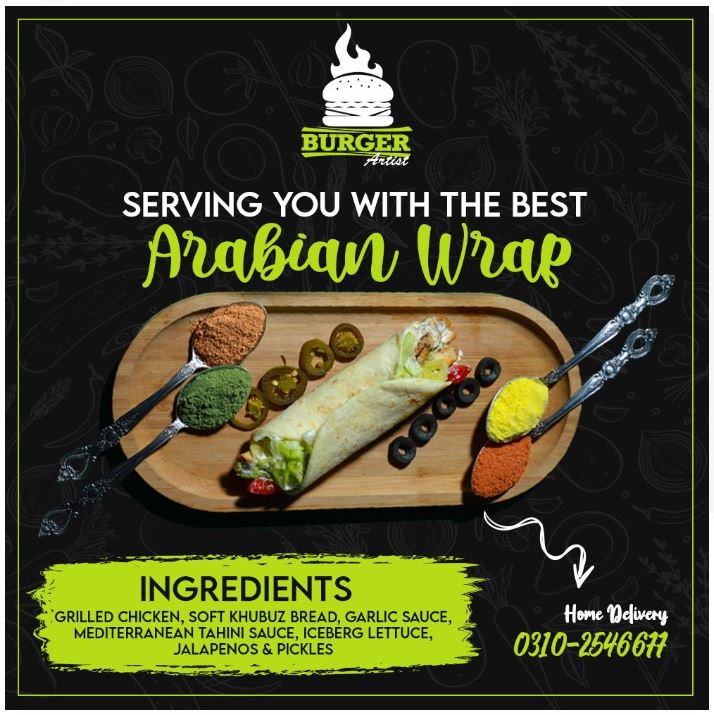 BURGER
Artist
SERVING YOU WITH THE BEST
Arabian Wrap
INGREDIENTS
GRILLED CHICKEN, SOFT KHUBUZ BREAD, GARLIC SAUCE,
MEDITERRANEAN TAHINI SAUCE, ICEBERG LETTUCE,
JALAPENOS & PICKLES
Home Delivery
0310-2546677